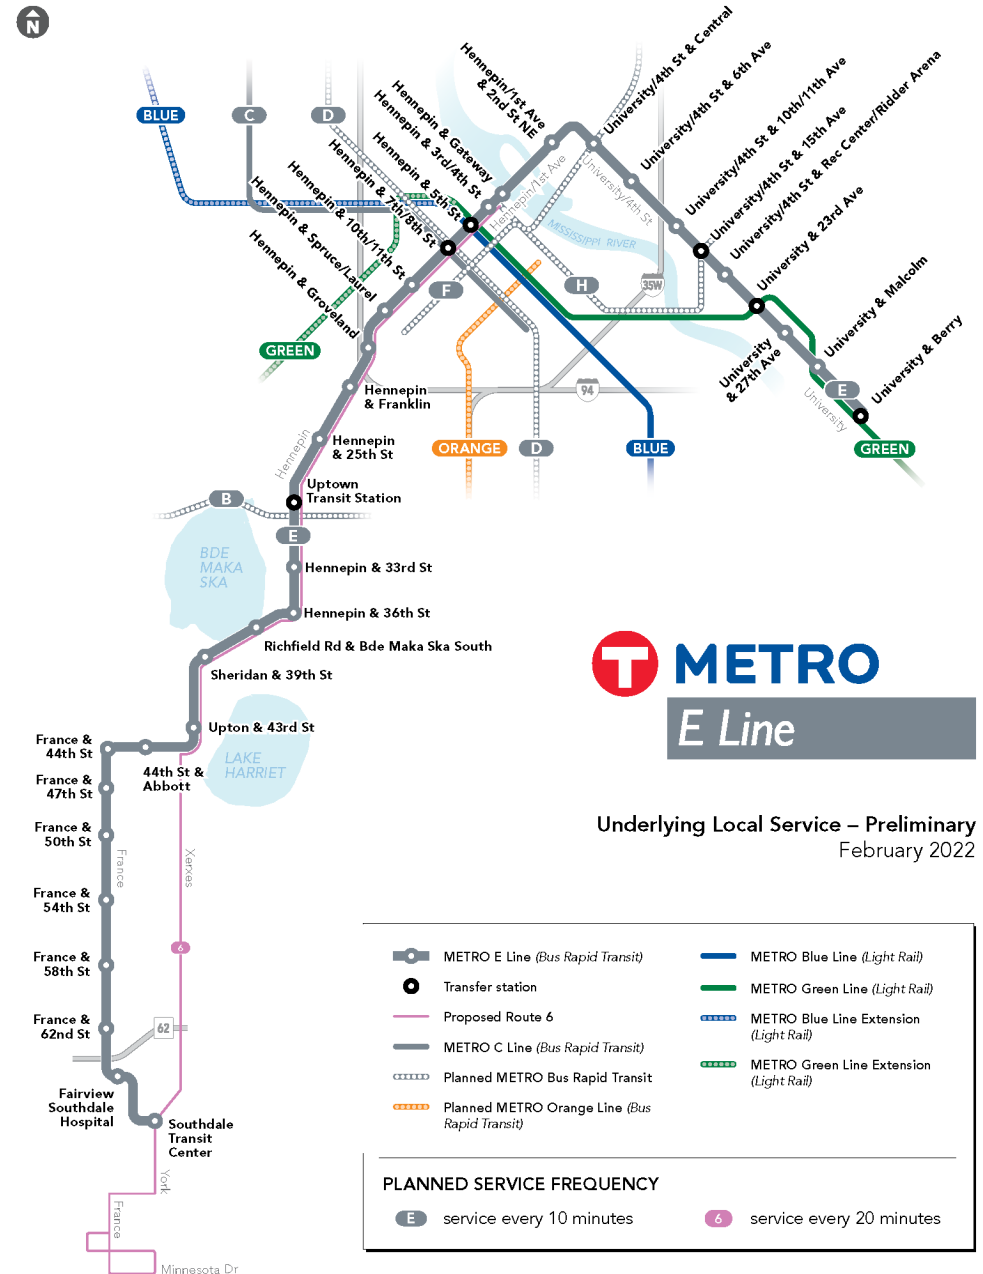 N
BLUE
C
D
Hennepin/1st Ave
& 2nd St NE
Hennepin & Gateway
Hennepin & 3rd/4th St
Hennepin & 5th St
Hennepin & 7th/8th St
Hennepin & 10th/11th St
Hennepin & Spruce/Laurel
Hennepin & Groveland
University/4th St & Central
University/4th St & 6th Ave
University/4th St & 10th/11th Ave
University/4th St & 15th Ave
University/4th St & Rec Center/Ridder Arena
University & 23rd Ave
University
& 27th Ave
University & Malcolm
University & Berry
Hennepin/1st Ave
University/4th St
MISSISSIPPI RIVER
F
H
35W
94
GREEN
E
University
GREEN
ORANGE
D
BLUE
Hennepin
& Franklin
Hennepin
Hennepin
& 25th St
Uptown
Transit Station
B
E
BDE
MAKA
SKA
Hennepin & 33rd St
Hennepin & 36th St
Richfield Rd & Bde Maka Ska South
Sheridan & 39th St
Upton & 43rd St
LAKE
HARRIET
France &
44th St
44th St &
Abbott
France &
47th St
France &
50th St
France
Xerxes
France &
54th St
6
France &
58th St
France &
62nd St
62
Fairview
Southdale
Hospital
Southdale
Transit
Center
York
France
Minnesota Dr
T METRO
E Line
Underlying Local Service – Preliminary
February 2022
METRO E Line (Bus Rapid Transit)
Transfer station
Proposed Route 6
METRO C Line (Bus Rapid Transit)
Planned METRO Bus Rapid Transit
Planned METRO Orange Line (Bus
Rapid Transit)
METRO Blue Line (Light Rail)
METRO Green Line (Light Rail)
METRO Blue Line Extension
(Light Rail)
METRO Green Line Extension
(Light Rail)
PLANNED SERVICE FREQUENCY
E service every 10 minutes
6 service every 20 minutes